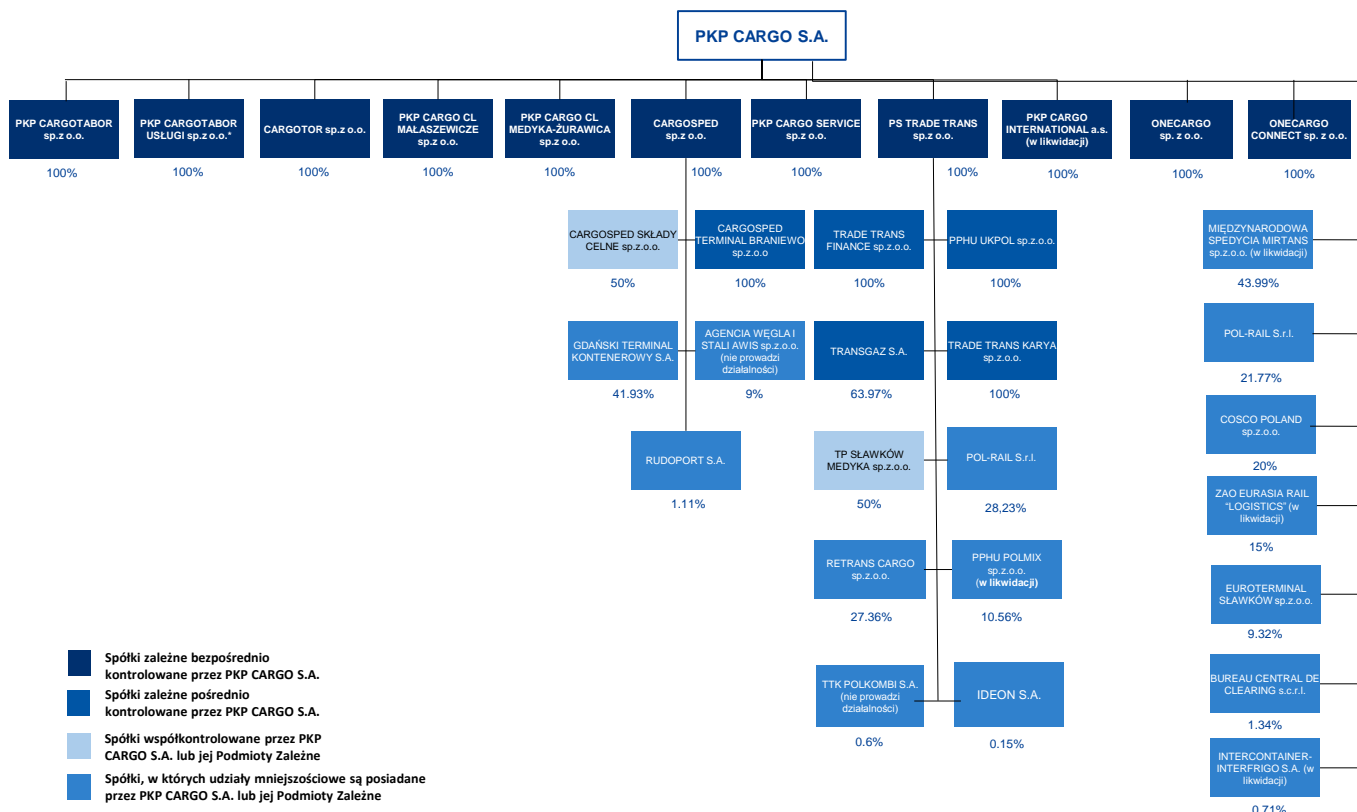 PKP CARGO S.A.
PKP CARGOTABOR
sp.z o.o.
100%
PKP CARGOTABOR
USŁUGI sp.z o.o.*
100%
CARGOTOR sp.z o.o.
100%
PKP CARGO CL
MAŁASZEWICZE
sp.z o.o.
100%
PKP CARGO CL
MEDYKA-ŻURAWICA
sp.z o.o.
100%
CARGOSPED
sp.z o.o.
100%
PKP CARGO SERVICE
sp.z o.o.
100%
PS TRADE TRANS
sp.z o.o.
100%
PKP CARGO
INTERNATIONAL a.s.
(w likwidacji)
100%
ONECARGO
sp. z o.o.
100%
ONECARGO
CONNECT sp. z o.o.
100%
CARGOSPED SKŁADY
CELNE sp.z.o.o.
50%
CARGOSPED
TERMINAL BRANIEWO
sp.z.o.o
100%
TRADE TRANS
FINANCE sp.z.o.o.
100%
PPHU UKPOL sp.z.o.o.
100%
MIĘDZYNARODOWA
SPEDYCIA MIRTANS
sp.z.o.o. (w likwidacji)
43.99%
GDAŃSKI TERMINAL
KONTENEROWY S.A.
41.93%
AGENCIA WĘGLA I
STALI AWIS sp.z.o.o.
(nie prowadzi
działalności)
9%
TRANSGAZ S.A.
63.97%
TRADE TRANS KARYA
sp.z.o.o.
100%
POL-RAIL S.r.l.
21.77%
RUDOPORT S.A.
1.11%
TP SŁAWKÓW
MEDYKA sp.z.o.o.
50%
POL-RAIL S.r.l.
28,23%
COSCO POLAND
sp.z.o.o.
20%
ZAO EURASIA RAIL
"LOGISTICS" (w
likwidacji)
15%
RETRANS CARGO
sp.z.o.o.
27.36%
PPHU POLMIX
sp.z.o.o.
(w likwidacji)
10.56%
EUROTERMINAL
SŁAWKÓW sp.z.o.o.
9.32%
TTK POLKOMBI S.A.
(nie prowadzi
działalności)
0.6%
IDEON S.A.
0.15%
BUREAU CENTRAL DE
CLEARING s.c.r.l.
1.34%
INTERCONTAINER-
INTERFRIGO S.A. (w
likwidacji)
0.71%
Spółki zależne bezpośrednio
kontrolowane przez PKP CARGO S.A.
Spółki zależne pośrednio
kontrolowane przez PKP CARGO S.A.
Spółki współkontrolowane przez PKP
CARGO S.A. lub jej Podmioty Zależne
Spółki, w których udziały mniejszościowe są posiadane
przez PKP CARGO S.A. lub jej Podmioty Zależne